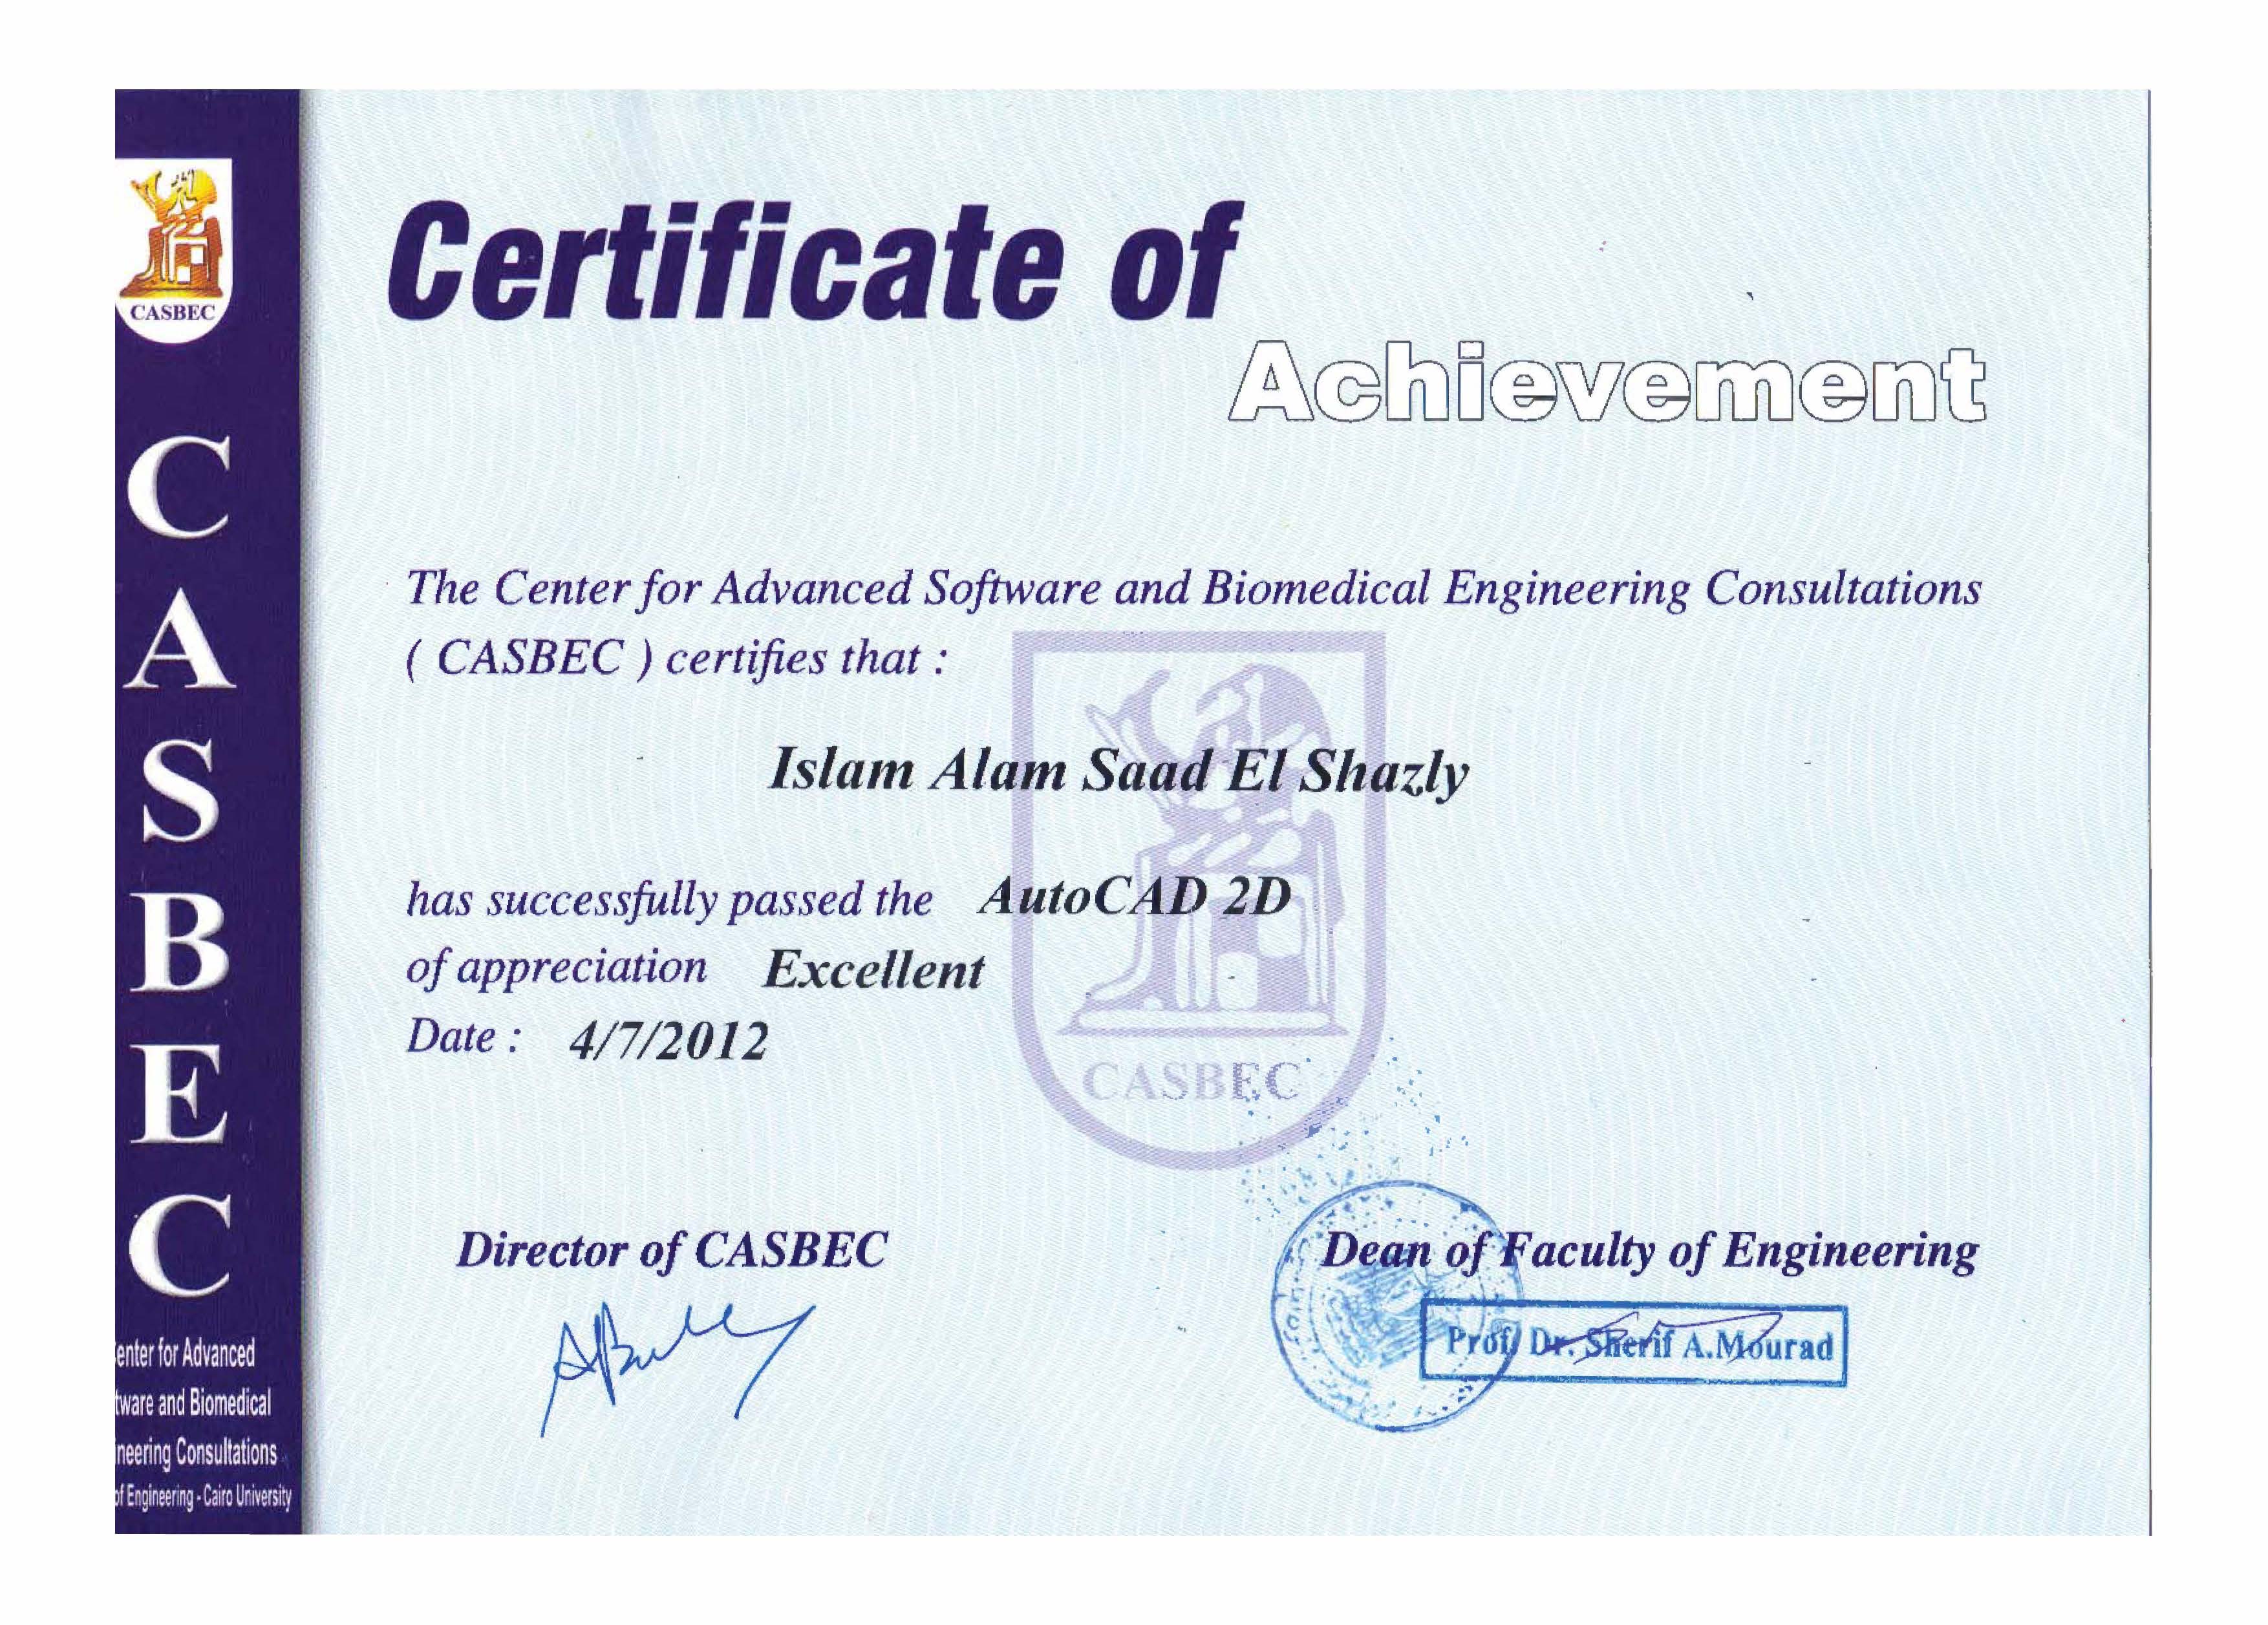 CASBEC
C
A
S
B
E
C
enter for Advanced
tware and Biomedical
neering Consultations
of Engineering - Cairo University
Certificate of
Achievement
The Center for Advanced Software and Biomedical Engineering Consultations
( CASBEC ) certifies that :
Islam Alam Saad El Shazly
has successfully passed the AutoCAD 2D
of appreciation Excellent
Date : 4/7/2012
CASBEC
Director of CASBEC
Dean of Faculty of Engineering
Prof. Dr. Sherif A.Mourad